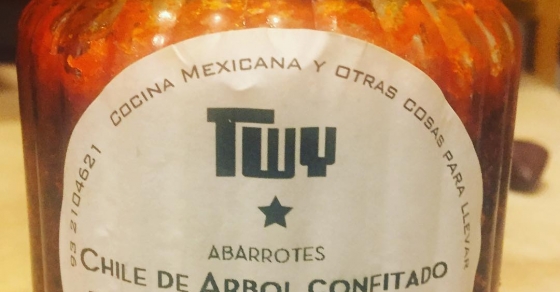 93 2104621 COCINA MEXICANA Y OTRAS COSAS PARA LLEVAR
TWY
ABARROTES
CHILE DE ARBOL CONFITADO